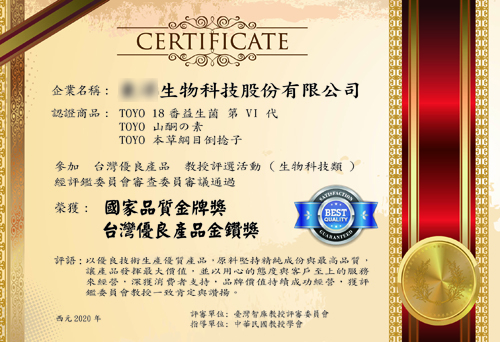 CERTIFICATE
企業名稱：生物科技股份有限公司
認證商品：TOYO 18番益生菌 第 VI 代
TOYO 山酮の素
TOYO 本草綱目倒捻子
參加 台灣優良產品 教授評選活動（生物科技類）
經評鑑委員會審查委員審議通過
榮獲：國家品質金牌獎
台灣優良產品金鑽獎
SATISFACTION
BEST
QUALITY
GUARANTEED
評語：以優良技術生產優質產品，原料堅持精純成份與最高品質，
讓產品發揮最大價值，並以用心的態度與客戶至上的服務
來經營，深獲消費者支持，品牌價值持續成功經營，獲評
鑑委員會教授一致肯定與讚揚。
西元2020年
評審單位：臺灣智庫教授評審委員會
指導單位：中華民國教授學會